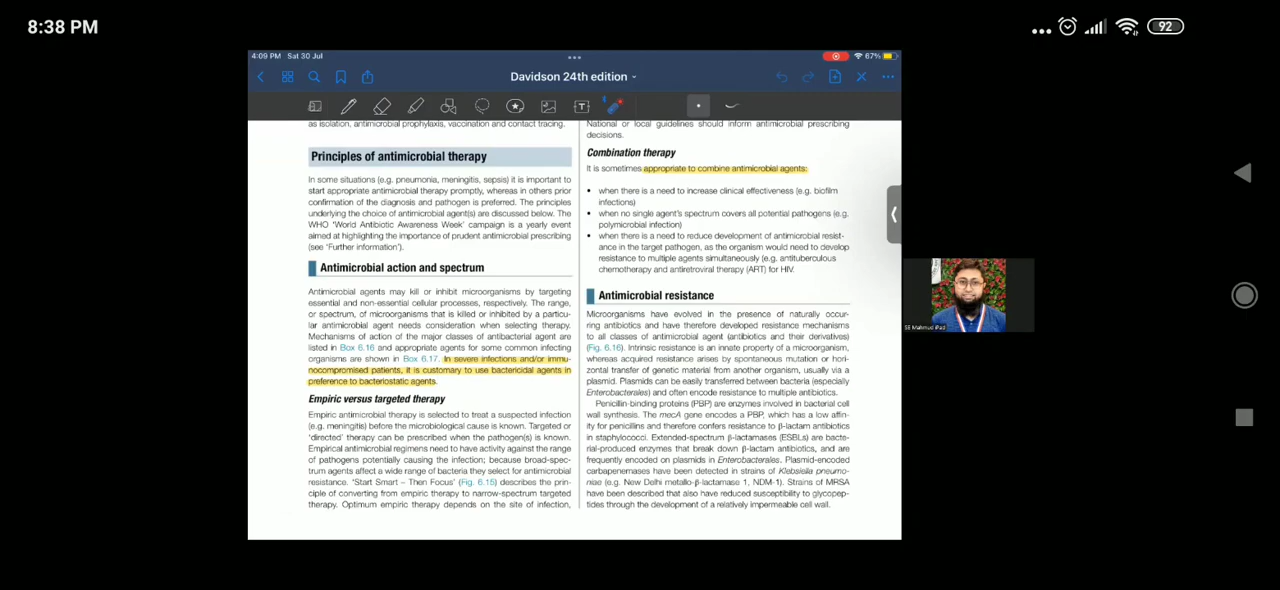 8:38 PM
92
4:09 PM Sat 30 Jul
67%
Davidson 24th edition
as isolation, antimicrobial prophylaxis, vaccination and contact tracing.
Principles of antimicrobial therapy
In some situations (e.g. pneumonia, meningitis, sepsis) it is important to
start appropriate antimicrobial therapy promptly, whereas in others prior
confirmation of the diagnosis and pathogen is preferred. The principles
underlying the choice of antimicrobial agent(s) are discussed below. The
WHO ‘World Antibiotic Awareness Week’ campaign is a yearly event
aimed at highlighting the importance of prudent antimicrobial prescribing
(see ‘Further information’).
Antimicrobial action and spectrum
Antimicrobial agents may kill or inhibit microorganisms by targeting
essential and non-essential cellular processes, respectively. The range,
or spectrum, of microorganisms that is killed or inhibited by a particu-
lar antimicrobial agent needs consideration when selecting therapy.
Mechanisms of action of the major classes of antibacterial agent are
listed in Box 6.16 and appropriate agents for some common infecting
organisms are shown in Box 6.17. In severe infections and/or immu-
nocompromised patients, it is customary to use bactericidal agents in
preference to bacteriostatic agents.
Empiric versus targeted therapy
Empiric antimicrobial therapy is selected to treat a suspected infection
(e.g. meningitis) before the microbiological cause is known. Targeted or
‘directed’ therapy can be prescribed when the pathogen(s) is known.
Empirical antimicrobial regimens need to have activity against the range
of pathogens potentially causing the infection; because broad-spec-
trum agents affect a wide range of bacteria they select for antimicrobial
resistance. ‘Start Smart – Then Focus’ (Fig. 6.15) describes the prin-
ciple of converting from empiric therapy to narrow-spectrum targeted
therapy. Optimum empiric therapy depends on the site of infection,
National or local guidelines should inform antimicrobial prescribing
decisions.
Combination therapy
It is sometimes appropriate to combine antimicrobial agents:
• when there is a need to increase clinical effectiveness (e.g. biofilm
infections)
• when no single agent’s spectrum covers all potential pathogens (e.g.
polymicrobial infection)
• when there is a need to reduce development of antimicrobial resist-
ance in the target pathogen, as the organism would need to develop
resistance to multiple agents simultaneously (e.g. antituberculous
chemotherapy and antiretroviral therapy (ART) for HIV.
Antimicrobial resistance
Microorganisms have evolved in the presence of naturally occur-
ring antibiotics and have therefore developed resistance mechanisms
to all classes of antimicrobial agent (antibiotics and their derivatives)
(Fig. 6.16). Intrinsic resistance is an innate property of a microorganism,
whereas acquired resistance arises by spontaneous mutation or hori-
zontal transfer of genetic material from another organism, usually via a
plasmid. Plasmids can be easily transferred between bacteria (especially
Enterobacterales) and often encode resistance to multiple antibiotics.
Penicillin-binding proteins (PBP) are enzymes involved in bacterial cell
wall synthesis. The mecA gene encodes a PBP, which has a low affin-
ity for penicillins and therefore confers resistance to β-lactam antibiotics
in staphylococci. Extended-spectrum β-lactamases (ESBLs) are bacte-
rial-produced enzymes that break down β-lactam antibiotics, and are
frequently encoded on plasmids in Enterobacterales. Plasmid-encoded
carbapenemases have been detected in strains of Klebsiella pneumo-
niae (e.g. New Delhi metallo-β-lactamase 1, NDM-1). Strains of MRSA
have been described that also have reduced susceptibility to glycopep-
tides through the development of a relatively impermeable cell wall.
SE Mahmud iPad